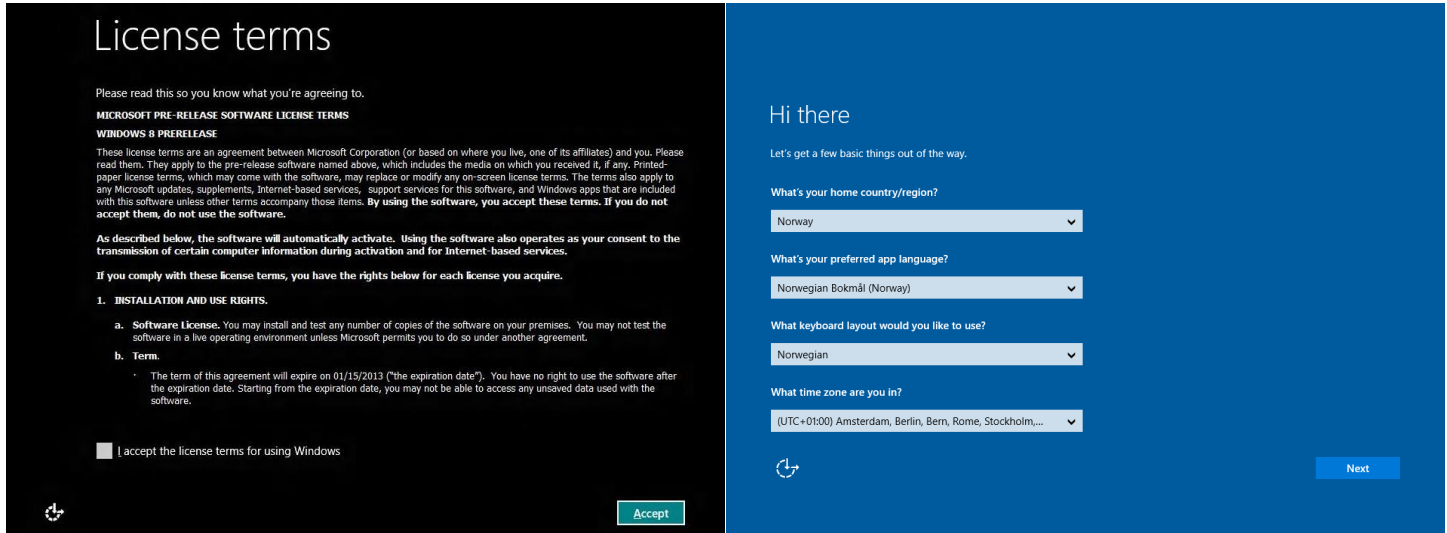 License terms
Please read this so you know what you're agreeing to.
MICROSOFT PRE-RELEASE SOFTWARE LICENSE TERMS
WINDOWS 8 PRERELEASE
These license terms are an agreement between Microsoft Corporation (or based on where you live, one of its affiliates) and you. Please
read them. They apply to the pre-release software named above, which includes the media on which you received it, if any. Printed-
paper license terms, which may come with the software, may replace or modify any on-screen license terms. The terms also apply to
any Microsoft updates, supplements, Internet-based services, support services for this software, and Windows apps that are included
with this software unless other terms accompany those items. By using the software, you accept these terms. If you do not
accept them, do not use the software.
As described below, the software will automatically activate. Using the software also operates as your consent to the
transmission of certain computer information during activation and for Internet-based services.
If you comply with these license terms, you have the rights below for each license you acquire.
1. INSTALLATION AND USE RIGHTS.
a. Software License. You may install and test any number of copies of the software on your premises. You may not test the
software in a live operating environment unless Microsoft permits you to do so under another agreement.
b. Term.
· The term of this agreement will expire on 01/15/2013 ("the expiration date"). You have no right to use the software after
the expiration date. Starting from the expiration date, you may not be able to access any unsaved data used with the
software.
I accept the license terms for using Windows
Accept
Hi there
Let's get a few basic things out of the way.
What's your home country/region?
Norway
What's your preferred app language?
Norwegian Bokmål (Norway)
What keyboard layout would you like to use?
Norwegian
What time zone are you in?
(UTC+01:00) Amsterdam, Berlin, Bern, Rome, Stockholm,...
Next